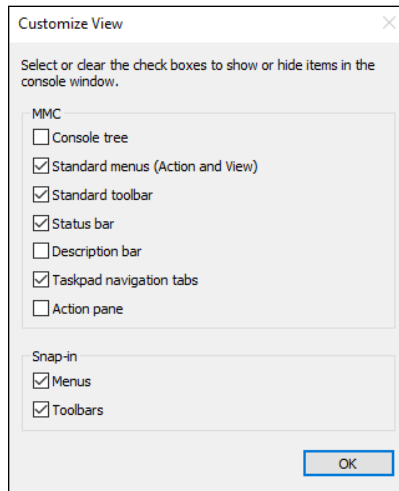 Customize View
Select or clear the check boxes to show or hide items in the
console window.
MMC
Console tree
Standard menus (Action and View)
Standard toolbar
Status bar
Description bar
Taskpad navigation tabs
Action pane
Snap-in
Menus
Toolbars
OK